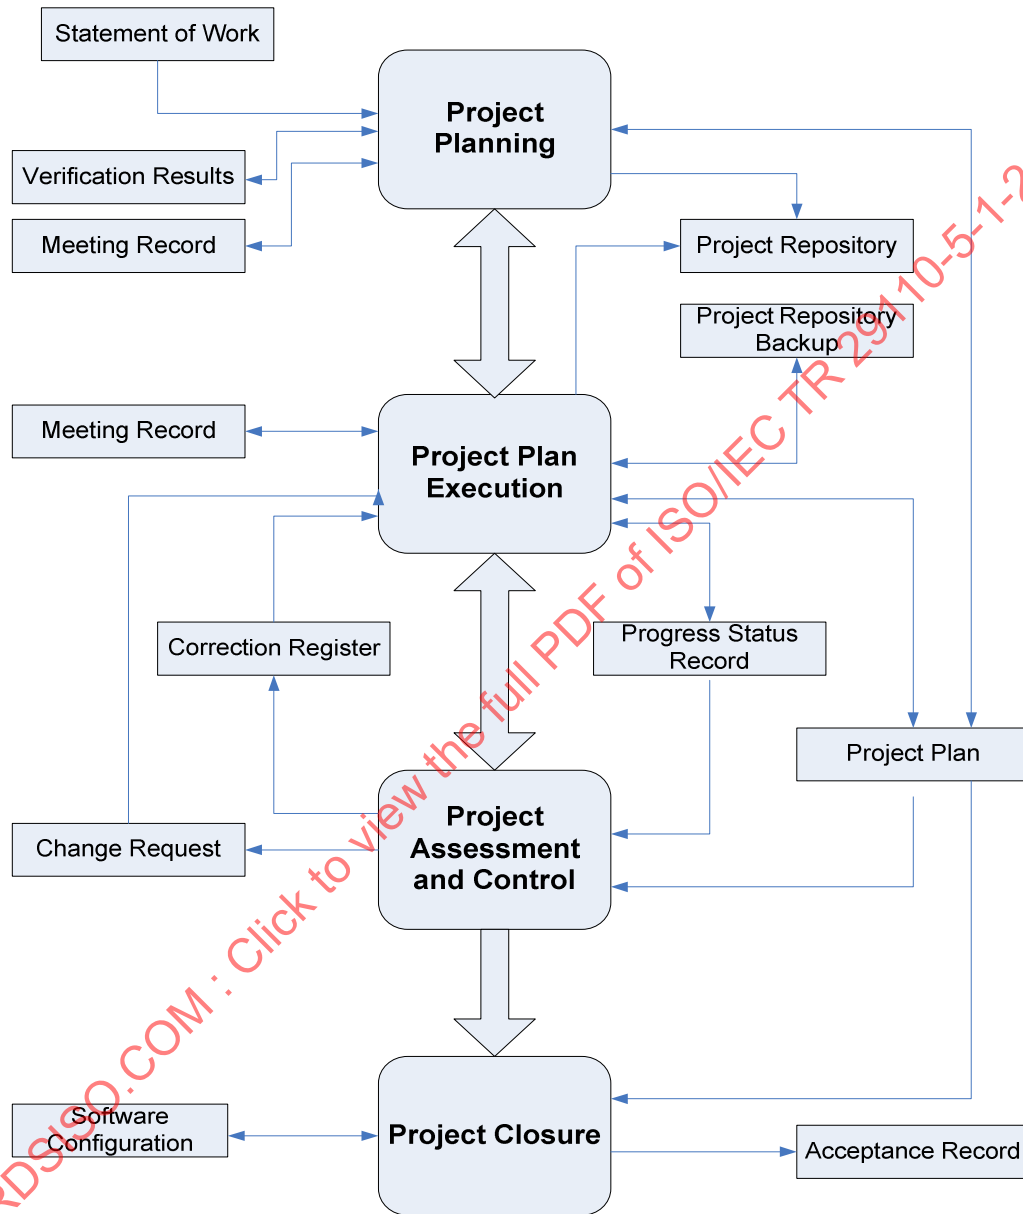 Statement of Work
Project
Planning
Verification Results
Meeting Record
Project Repository
Project Repository
Backup
Meeting Record
Project Plan
Execution
Correction Register
Progress Status
Record
Project Plan
Project
Assessment
and Control
Change Request
Software
Configuration
Project Closure
Acceptance Record
RDSISO.COM : Click to view the full PDF of ISO/IEC TR 29110-5-1-2